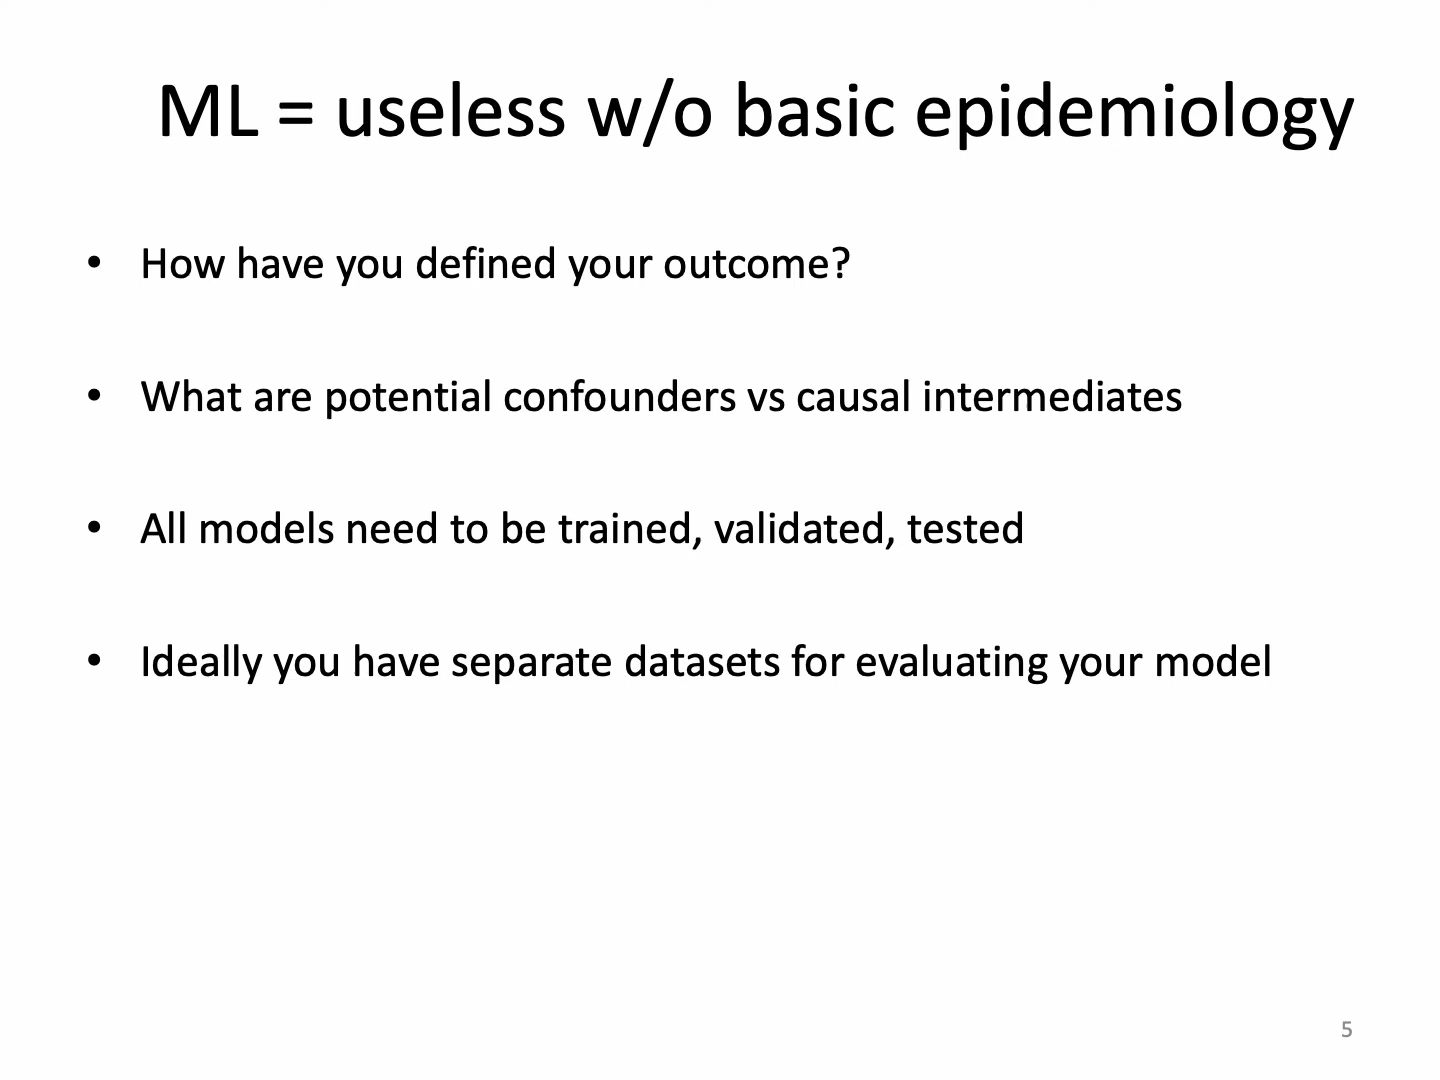 ML = useless w/o basic epidemiology
• How have you defined your outcome?
• What are potential confounders vs causal intermediates
• All models need to be trained, validated, tested
• Ideally you have separate datasets for evaluating your model
5